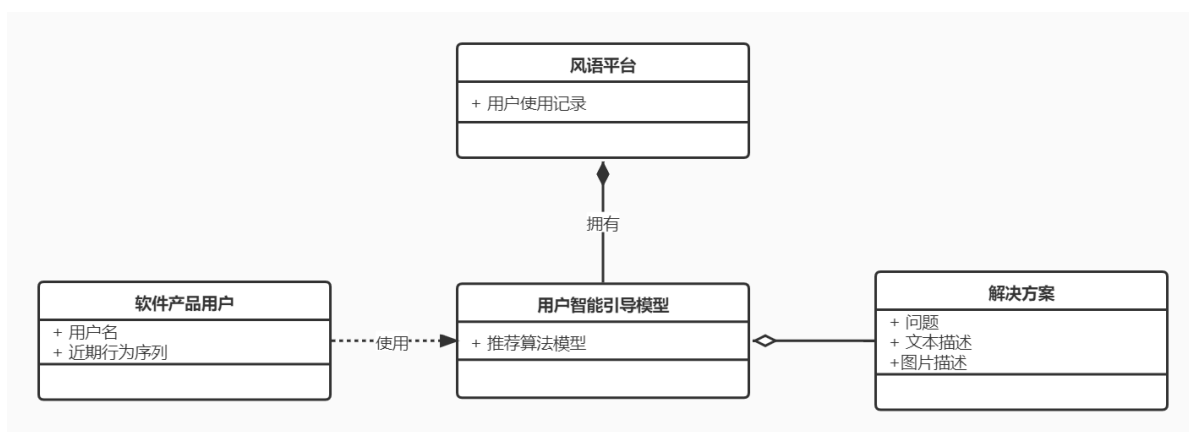 风语平台
+ 用户使用记录
拥有
软件产品用户
+ 用户名
+ 近期行为序列
使用
用户智能引导模型
+ 推荐算法模型
解决方案
+ 问题
+ 文本描述
+图片描述